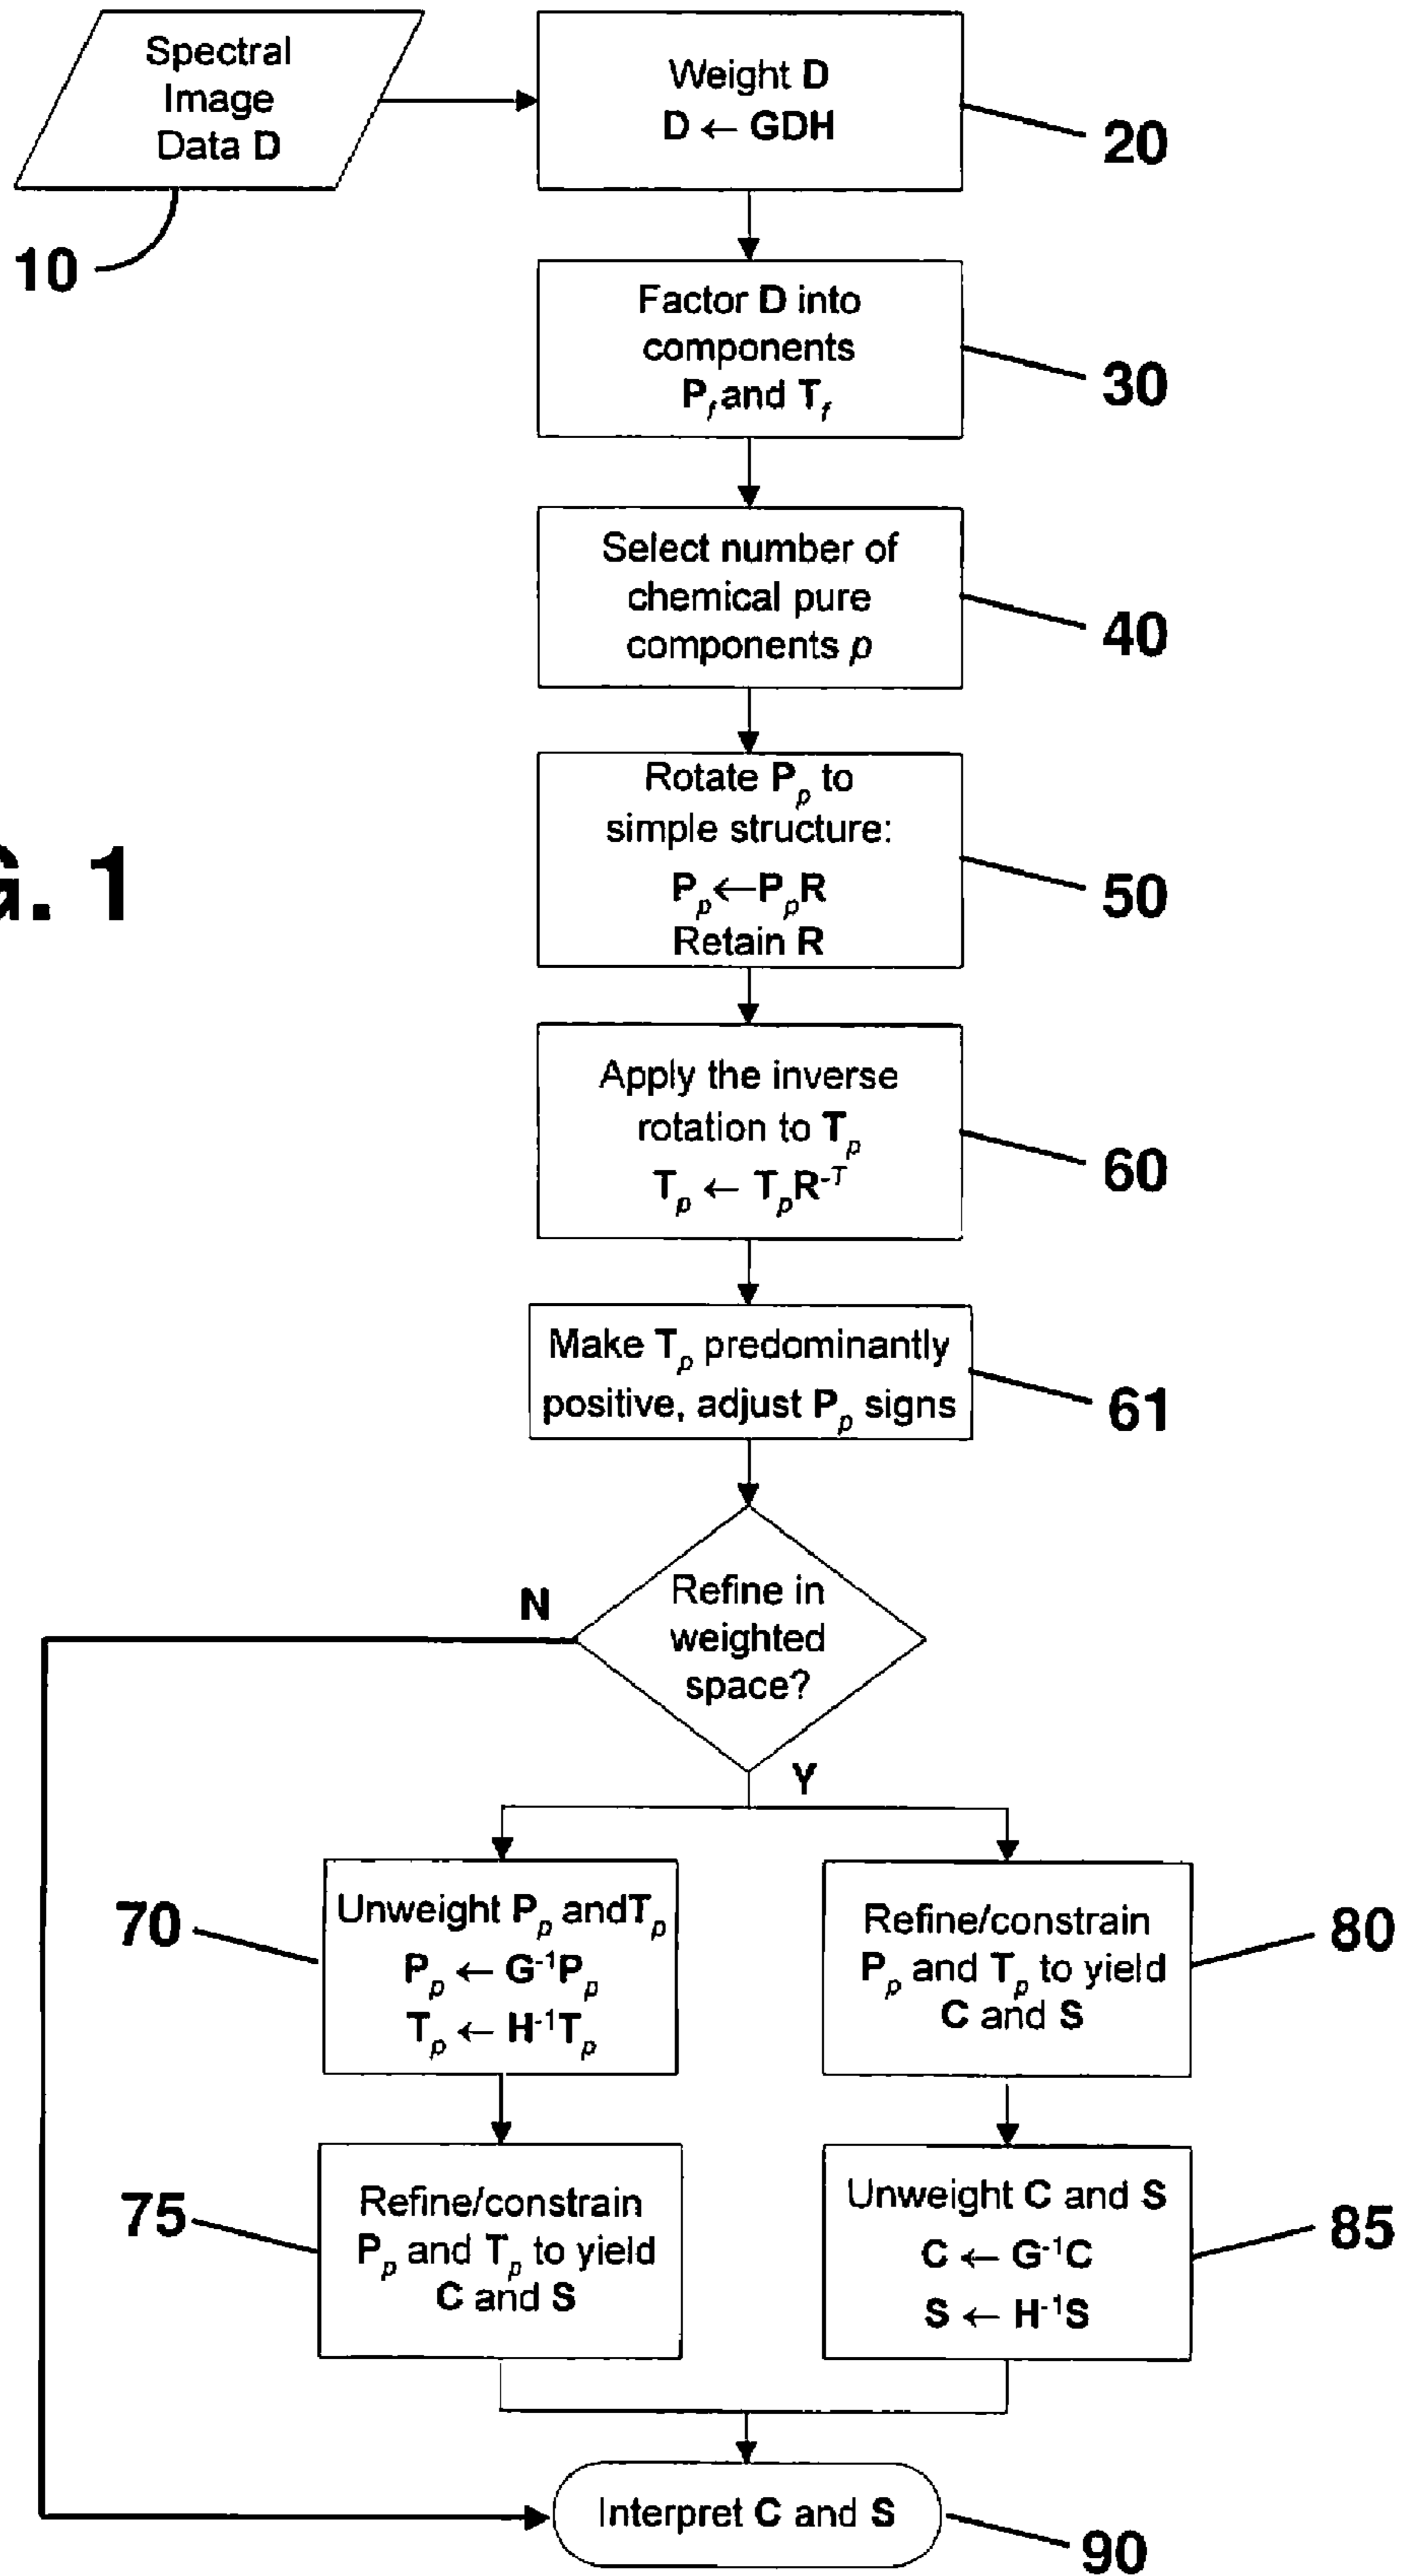 Spectral
Image
Data D
10
Weight D
D ← GDH
20
Factor D into
components
P_f and T_f
30
Select number of
chemical pure
components p
40
Rotate P_p to
simple structure:
P_p←P_pR
Retain R
50
G. 1
Apply the inverse
rotation to T_p
T_p ← T_pR^-T
60
Make T_p predominantly
positive, adjust P_p signs
61
Refine in
weighted
space?
N
Y
70
Unweight P_p andT_p
P_p ← G^-1P_p
T_p ← H^-1T_p
Refine/constrain
P_p and T_p to yield
C and S
80
75
Refine/constrain
P_p and T_p to yield
C and S
Unweight C and S
C ← G^-1C
S ← H^-1S
85
Interpret C and S
90